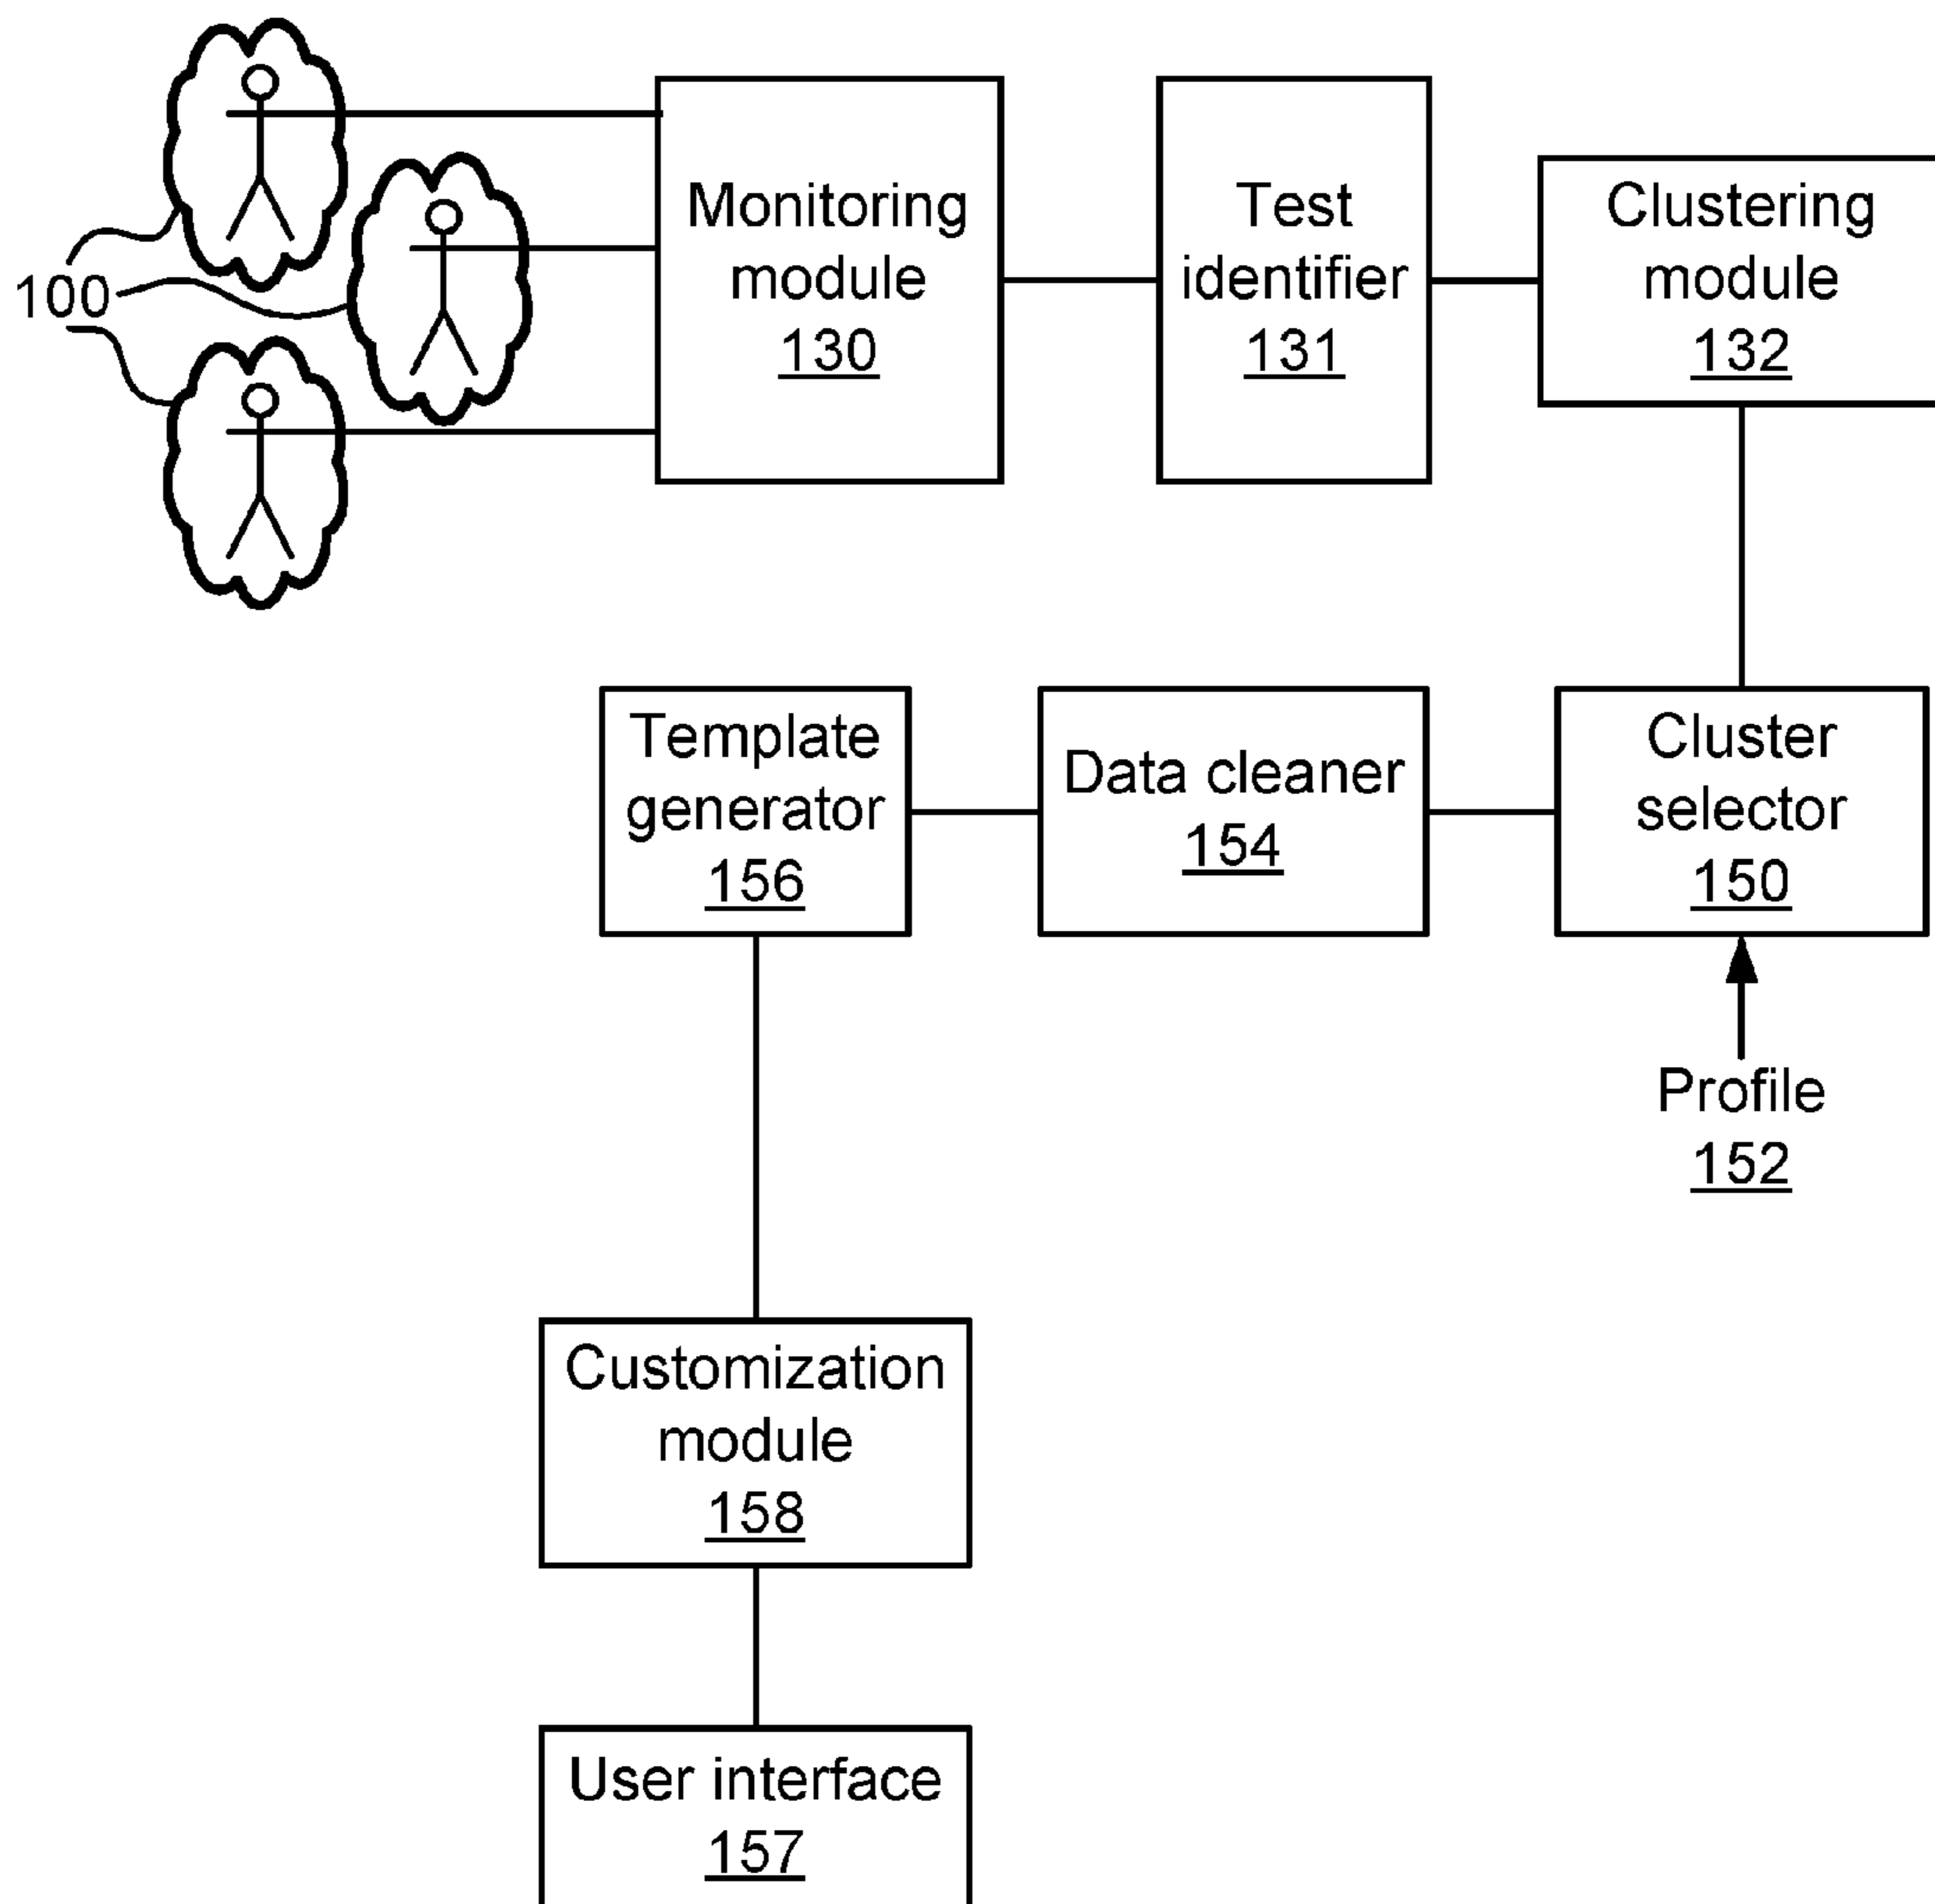 100
Monitoring
module
130
Test
identifier
131
Clustering
module
132
Template
generator
156
Data cleaner
154
Cluster
selector
150
Profile
152
Customization
module
158
User interface
157